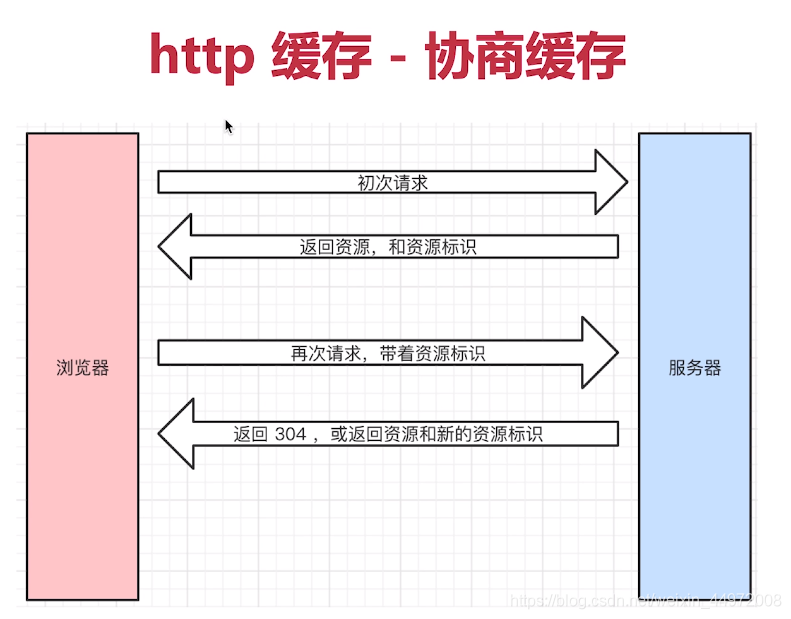 http 缓存 - 协商缓存
初次请求
返回资源，和资源标识
再次请求，带着资源标识
浏览器
服务器
返回 304 ，或返回资源和新的资源标识
https://blog.csdn.net/weixin_44972008